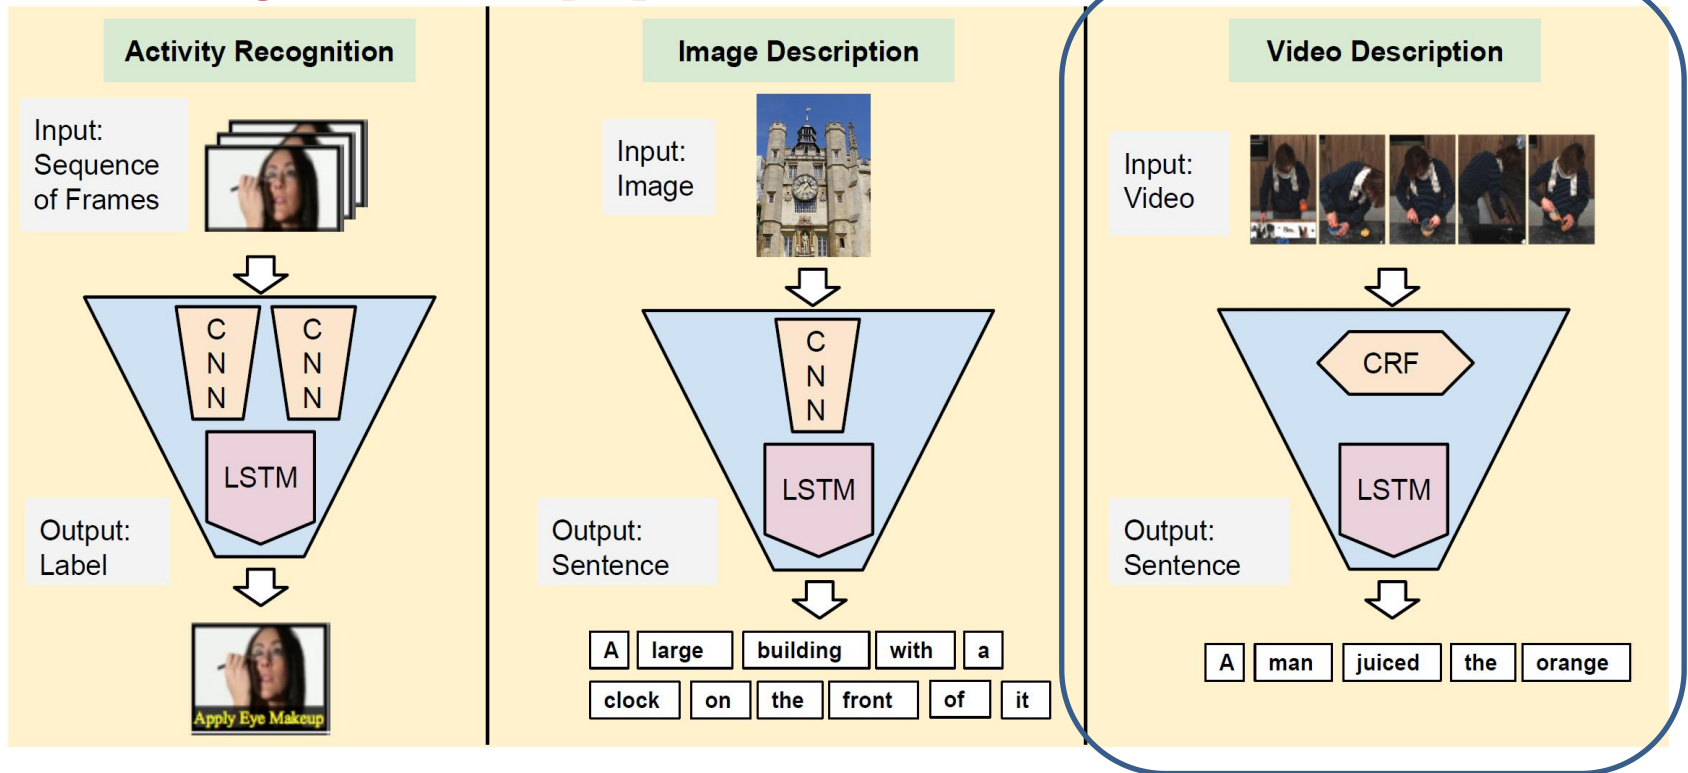 Activity Recognition
Input:
Sequence
of Frames
C
N
N
C
N
N
LSTM
Output:
Label
Apply Eye Makeup
Image Description
Input:
Image
C
N
N
LSTM
Output:
Sentence
A large building with a
clock on the front of it
Video Description
Input:
Video
CRF
LSTM
Output:
Sentence
A man juiced the orange